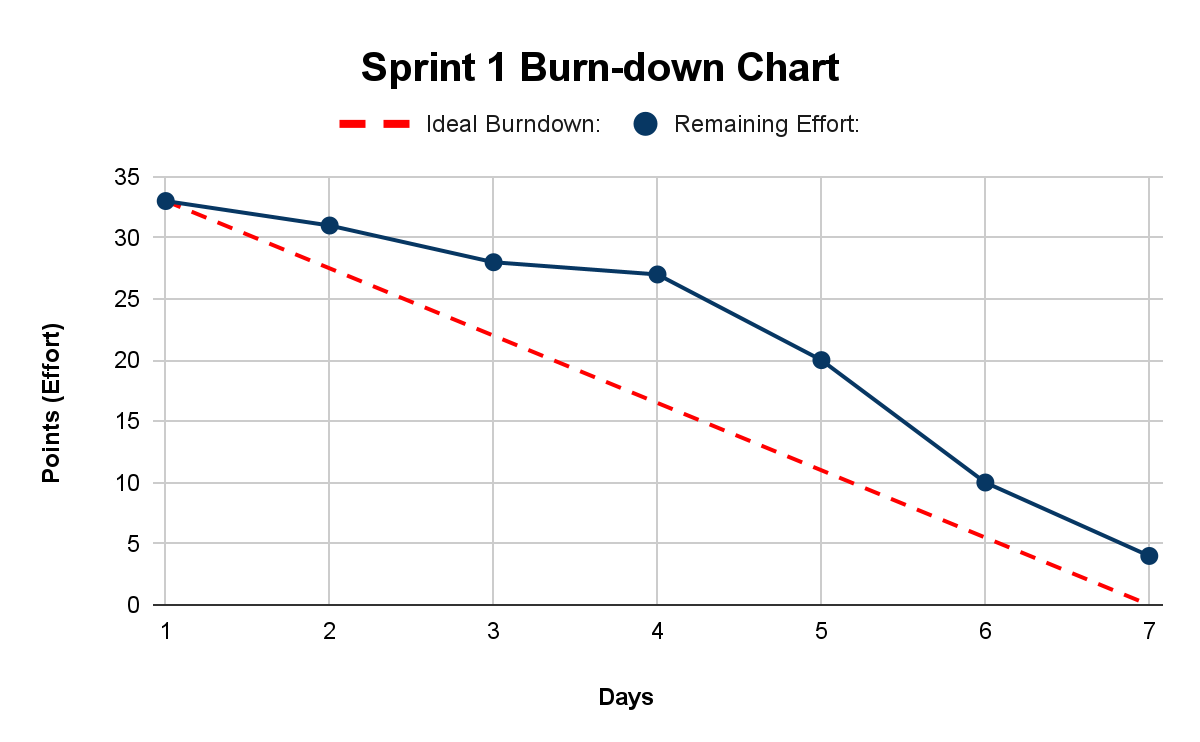 Sprint 1 Burn-down Chart
Ideal Burndown: Remaining Effort:
35
30
25
20
15
10
5
0
Points (Effort)
1 2 3 4 5 6 7
Days